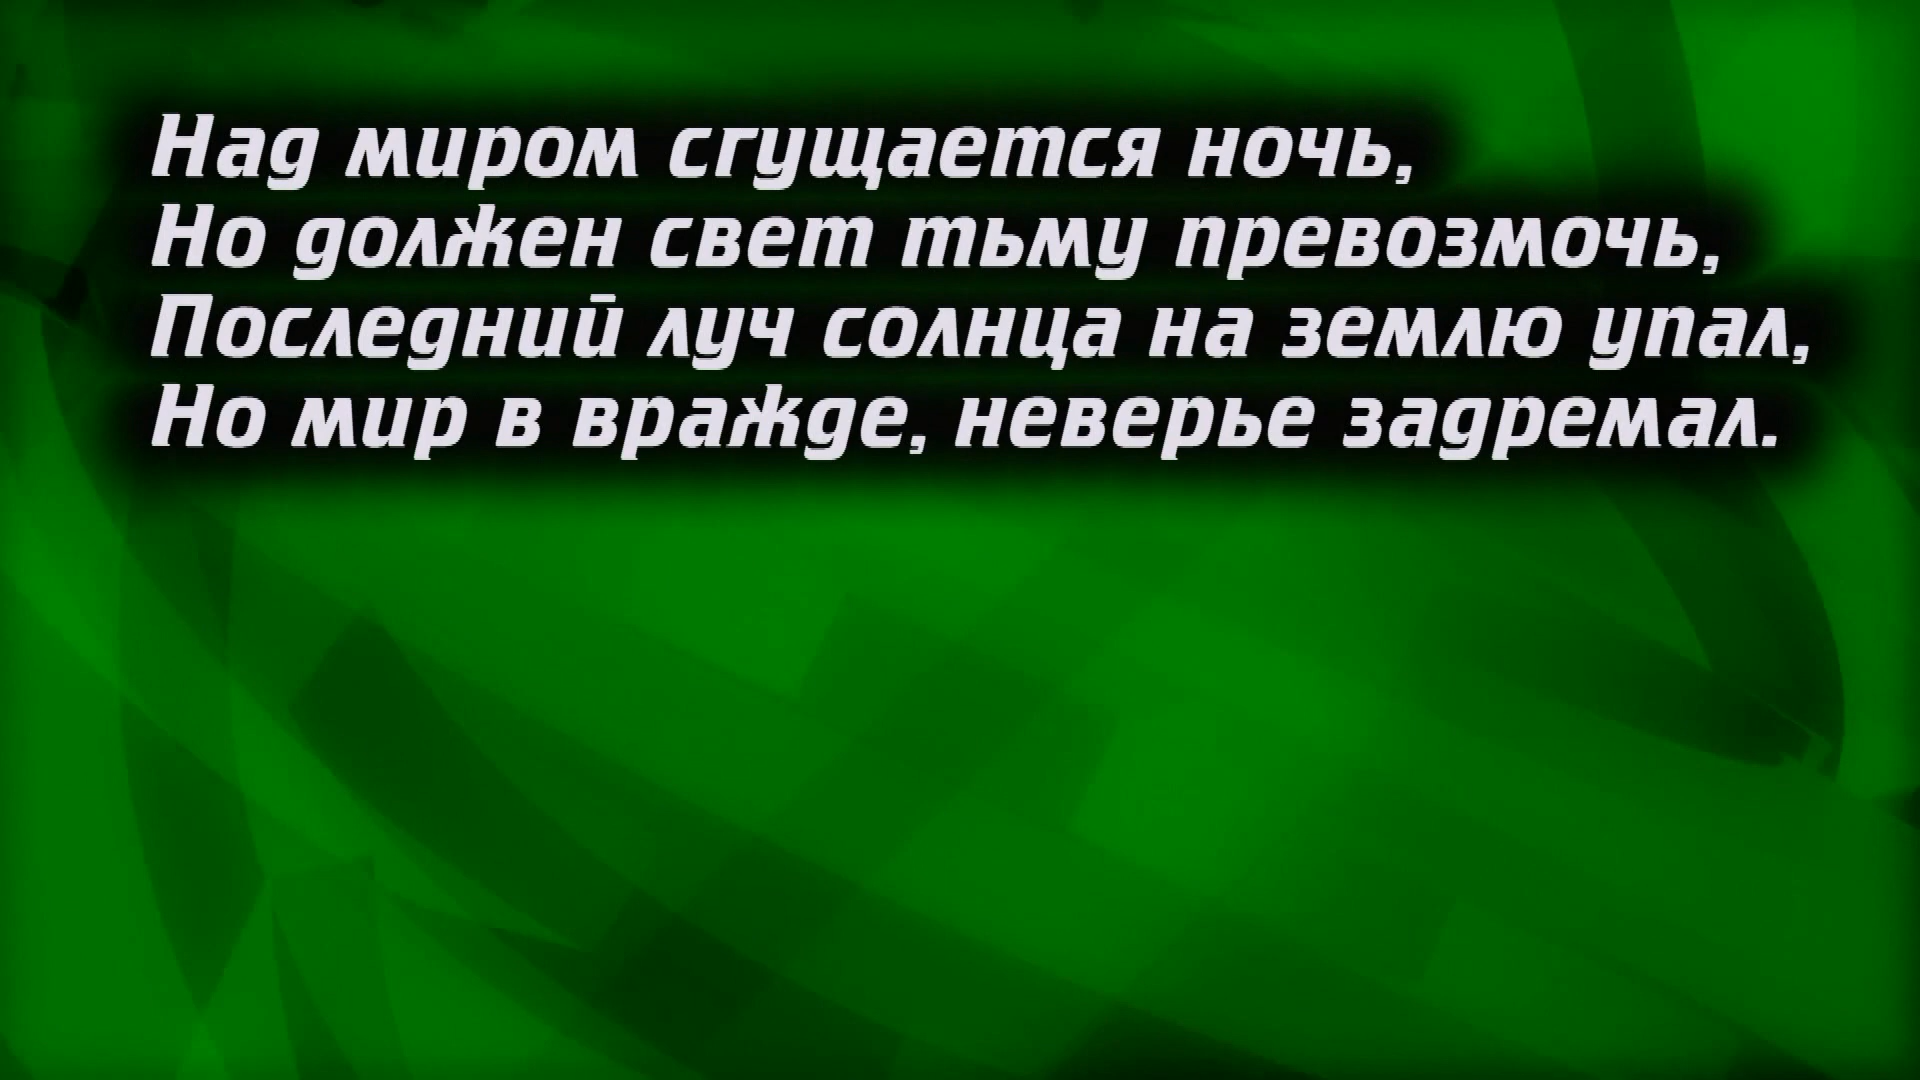 Над миром сгущается ночь,
Но должен свет тьму превозмочь,
Последний луч солнца на землю упал,
Но мир в вражде, неверье задремал.